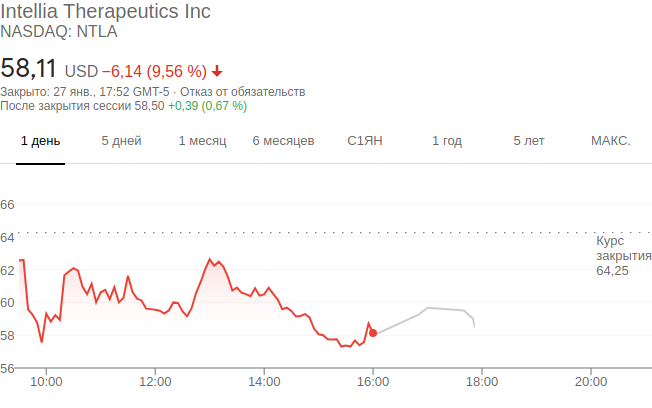 Intellia Therapeutics Inc
NASDAQ: NTLA
58,11 USD −6,14 (9,56 %)
Закрыто: 27 янв., 17:52 GMT-5 · Отказ от обязательств
После закрытия сессии 58,50 +0,39 (0,67 %)
1 день 5 дней 1 месяц 6 месяцев С1ЯН 1 год 5 лет МАКС.
66
64
Курс
закрытия
64,25
62
60
58
56
10:00 12:00 14:00 16:00 18:00 20:00